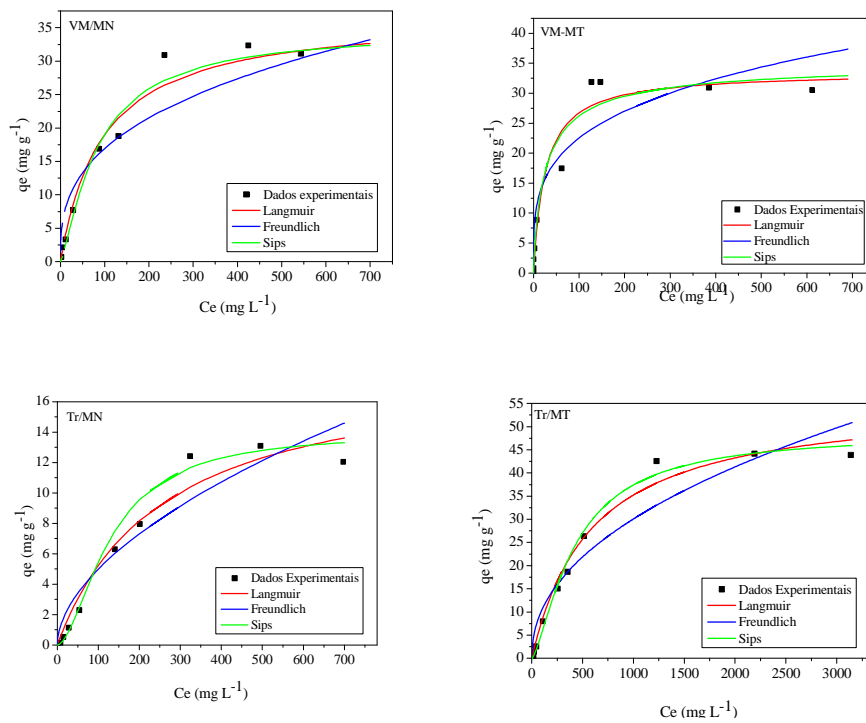 VM/MN
35
30
25
20
15
10
5
0
qe (mg g-1)
Dados experimentais
Langmuir
Freundlich
Sips
0 100 200 300 400 500 600 700
Ce (mg L-1)
VM-MT
40
35
30
25
20
15
10
5
0
qe (mg g-1)
Dados Experimentais
Langmuir
Freundlich
Sips
0 100 200 300 400 500 600 700
Ce (mg L-1)
Tr/MN
16
14
12
10
8
6
4
2
0
qe (mg g-1)
Dados Experimentais
Langmuir
Freundlich
Sips
0 100 200 300 400 500 600 700
Ce (mg L-1)
Tr/MT
55
50
45
40
35
30
25
20
15
10
5
0
qe (mg g-1)
Dados Experimentais
Langmuir
Freundlich
Sips
0 500 1000 1500 2000 2500 3000
Ce (mg L-1)